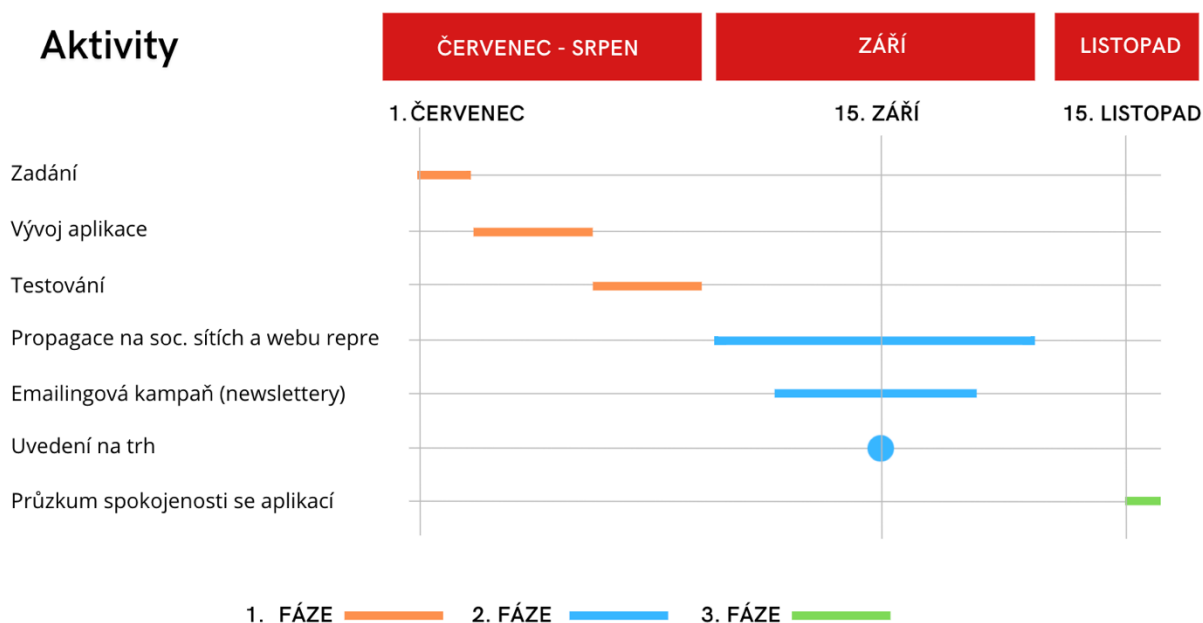 Aktivity
ČERVENEC - SRPEN
ZÁŘÍ
LISTOPAD
1. ČERVENEC
15. ZÁŘÍ
15. LISTOPAD
Zadání
Vývoj aplikace
Testování
Propagace na soc. sítích a webu repre
Emailingová kampaň (newslettery)
Uvedení na trh
Průzkum spokojenosti se aplikací
1. FÁZE
2. FÁZE
3. FÁZE